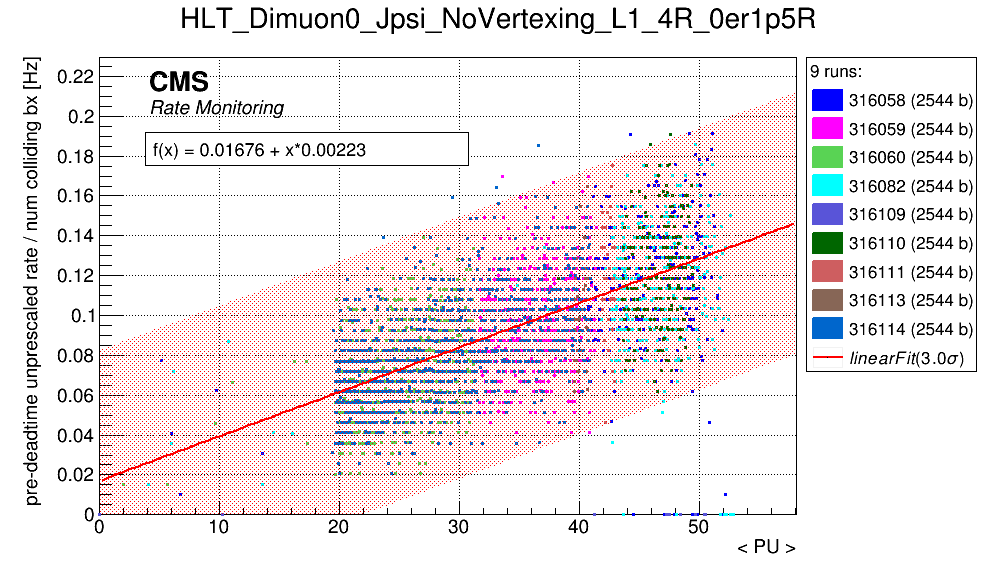 HLT_Dimuon0_Jpsi_NoVertexing_L1_4R_0er1p5R
pre-deadtime unprescaled rate / num colliding bx [Hz]
0.22
0.2
0.18
0.16
0.14
0.12
0.1
0.08
0.06
0.04
0.02
0
CMS
Rate Monitoring
f(x) = 0.01676 + x*0.00223
0 10 20 30 40 50
< PU >
9 runs:
316058 (2544 b)
316059 (2544 b)
316060 (2544 b)
316082 (2544 b)
316109 (2544 b)
316110 (2544 b)
316111 (2544 b)
316113 (2544 b)
316114 (2544 b)
linearFit(3.0σ)